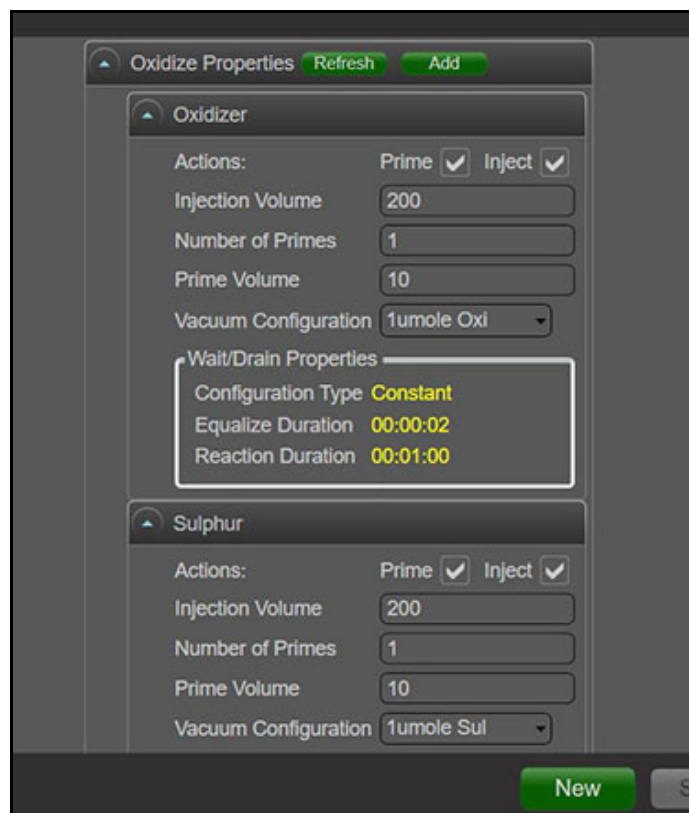 Oxidize Properties Refresh Add
Oxidizer
Actions: Prime Inject
Injection Volume 200
Number of Primes 1
Prime Volume 10
Vacuum Configuration 1umole Oxi
Wait/Drain Properties
Configuration Type Constant
Equalize Duration 00:00:02
Reaction Duration 00:01:00
Sulphur
Actions: Prime Inject
Injection Volume 200
Number of Primes 1
Prime Volume 10
Vacuum Configuration 1umole Sul
New